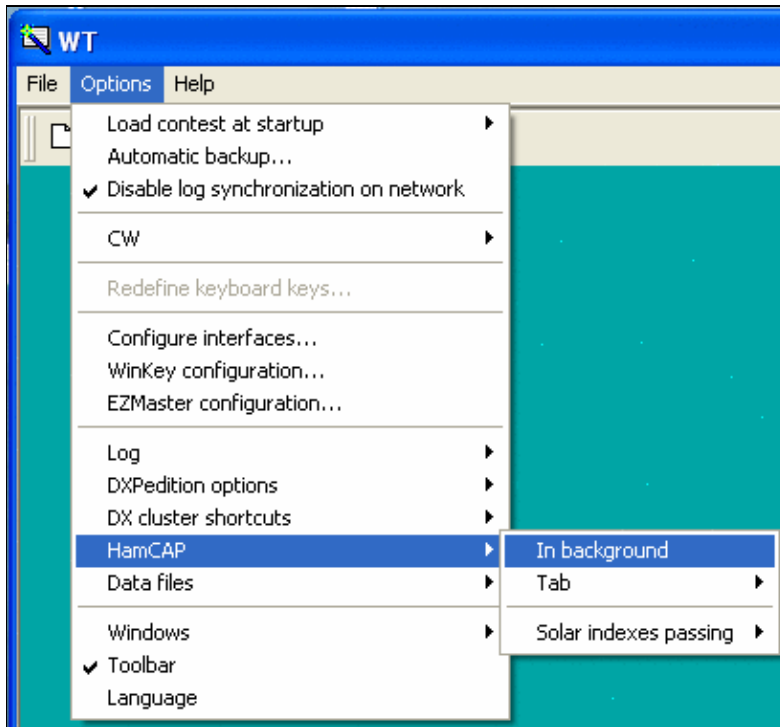 WT
File Options Help
Load contest at startup
Automatic backup...
Disable log synchronization on network
CW
Redefine keyboard keys...
Configure interfaces...
WinKey configuration...
EZMaster configuration...
Log
DXPedition options
DX cluster shortcuts
HamCAP
Data files
Windows
Toolbar
Language
In background
Tab
Solar indexes passing